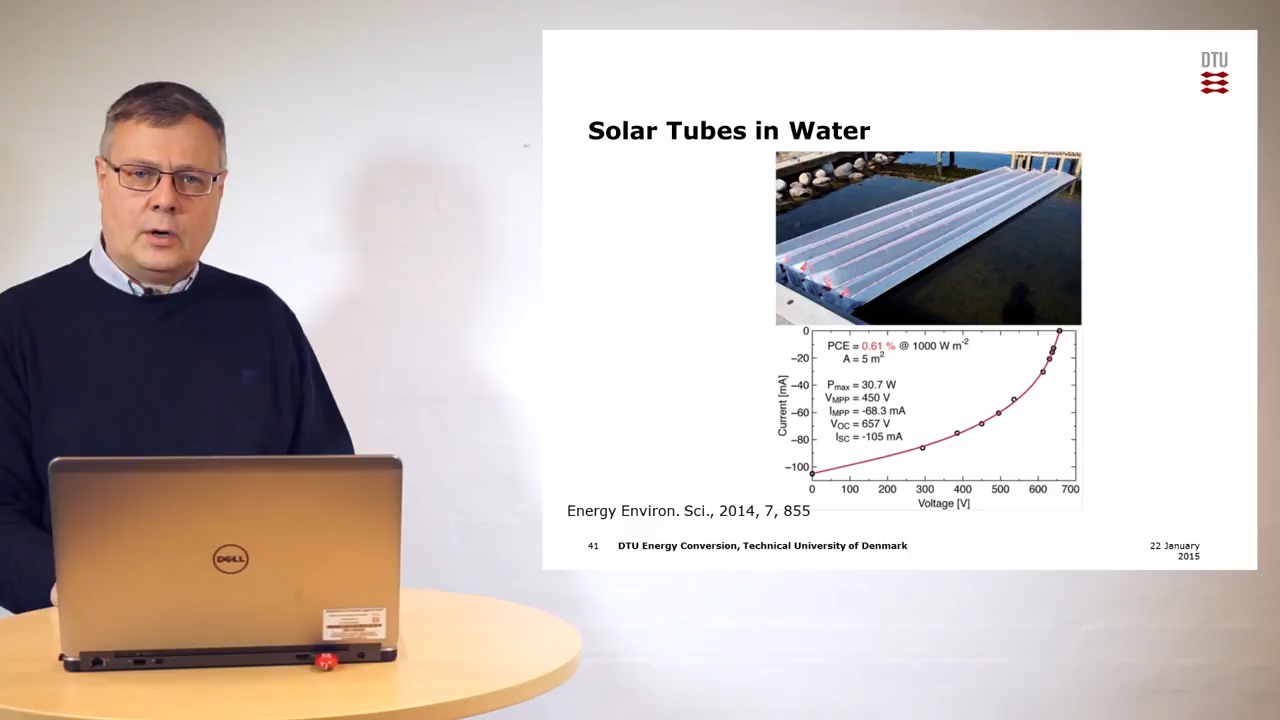 DTU
Solar Tubes in Water
PCE = 0.61 % @ 1000 W m⁻²
A = 5 m²
Pmax = 30.7 W
VMPP = 450 V
IMPP = -68.3 mA
VOC = 657 V
ISC = -105 mA
Current [mA]
0
−20
−40
−60
−80
−100
0 100 200 300 400 500 600 700
Voltage [V]
Energy Environ. Sci., 2014, 7, 855
41 DTU Energy Conversion, Technical University of Denmark
22 January
2015
DELL